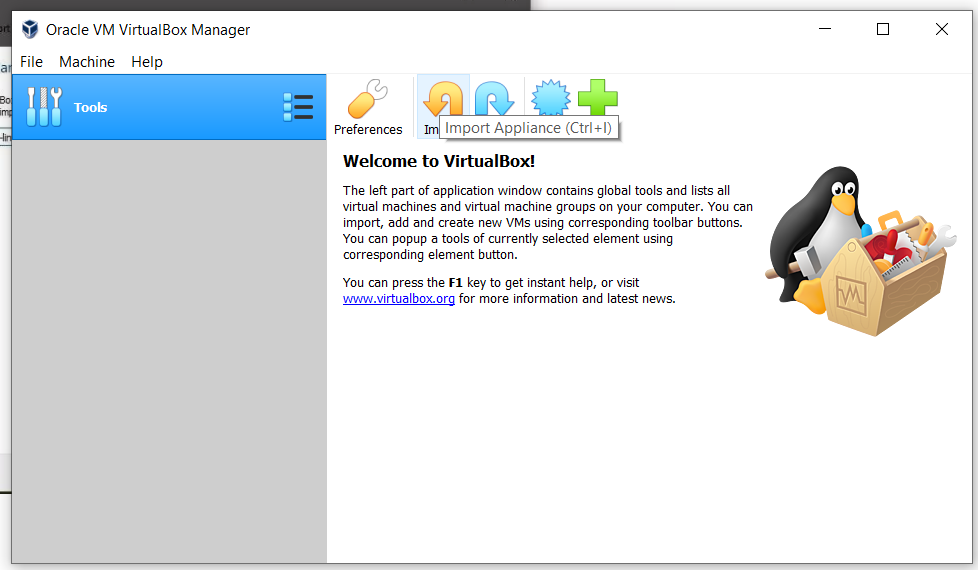 Oracle VM VirtualBox Manager
File Machine Help
Tools
Preferences
Import Appliance (Ctrl+I)
Welcome to VirtualBox!
The left part of application window contains global tools and lists all
virtual machines and virtual machine groups on your computer. You can
import, add and create new VMs using corresponding toolbar buttons.
You can popup a tools of currently selected element using
corresponding element button.
You can press the F1 key to get instant help, or visit
www.virtualbox.org for more information and latest news.